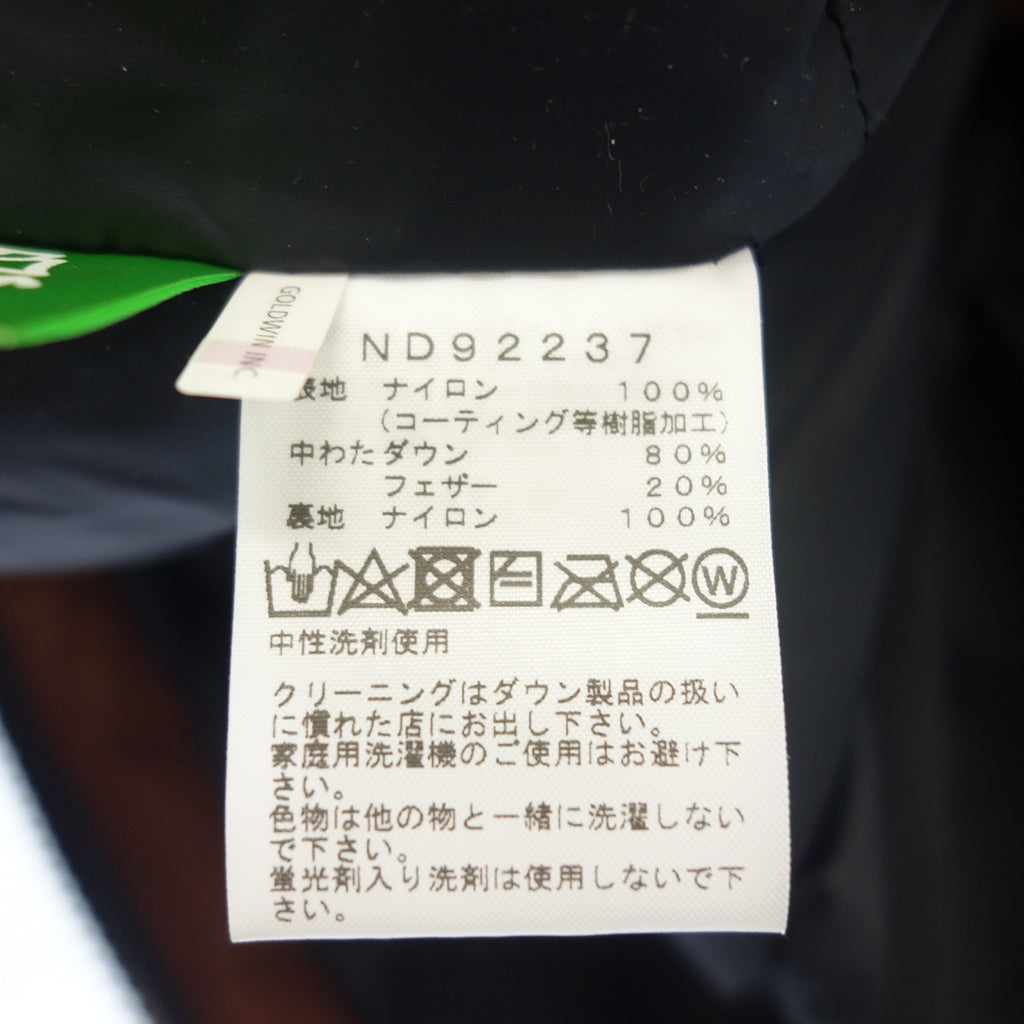 GOLDWIN INC
ND92237
表地 ナイロン 100%
(コーティング等樹脂加工)
中わた ダウン 80%
フェザー 20%
裏地 ナイロン 100%
W
中性洗剤使用
クリーニングはダウン製品の扱い
に慣れた店にお出し下さい。
家庭用洗濯機のご使用はお避け下
さい。
色物は他の物と一緒に洗濯しない
で下さい。
蛍光剤入り洗剤は使用しないで下
さい。